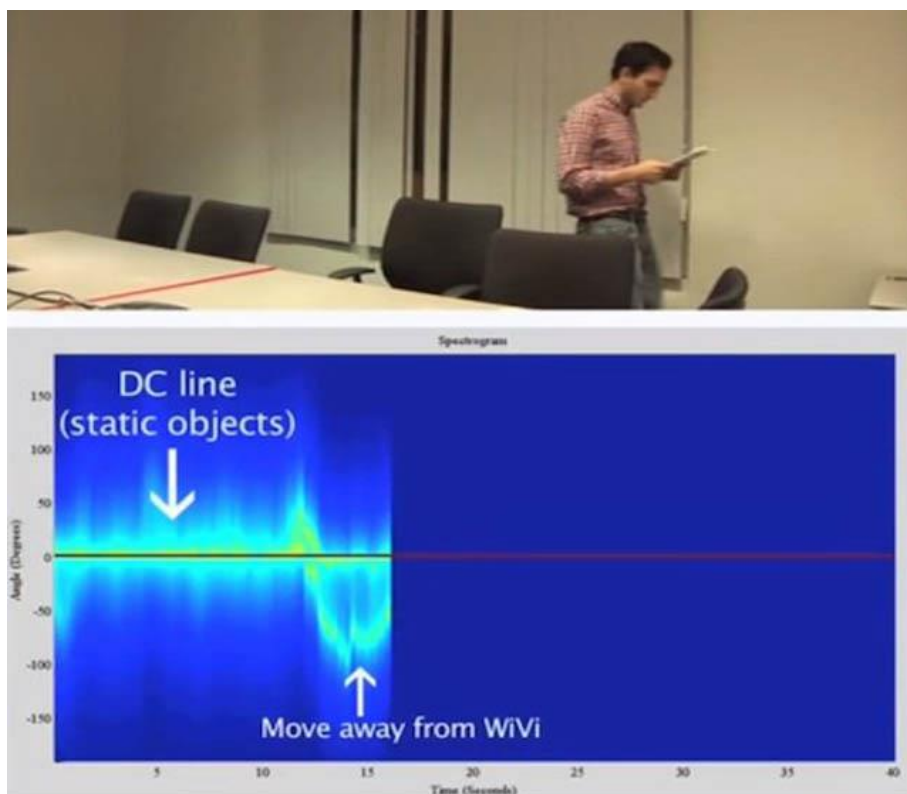 Spectrogram
DC line
(static objects)
150
100
50
0
-50
-100
-150
Angle (Degrees)
Move away from WiVi
5 10 15 20 25 30 35 40
Time (Seconds)